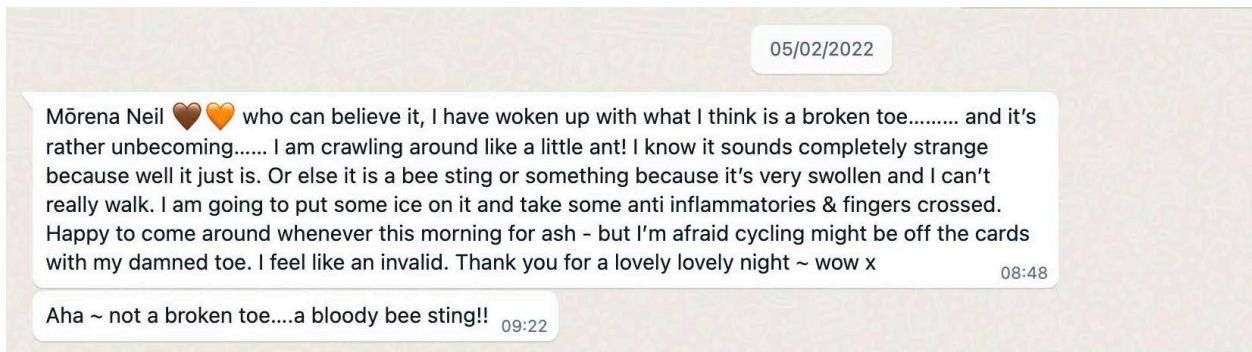 05/02/2022
Mōrena Neil 🤎🧡 who can believe it, I have woken up with what I think is a broken toe......... and it's
rather unbecoming...... I am crawling around like a little ant! I know it sounds completely strange
because well it just is. Or else it is a bee sting or something because it's very swollen and I can't
really walk. I am going to put some ice on it and take some anti inflammatories & fingers crossed.
Happy to come around whenever this morning for ash - but I'm afraid cycling might be off the cards
with my damned toe. I feel like an invalid. Thank you for a lovely lovely night ~ wow x
08:48
Aha ~ not a broken toe....a bloody bee sting!! 09:22